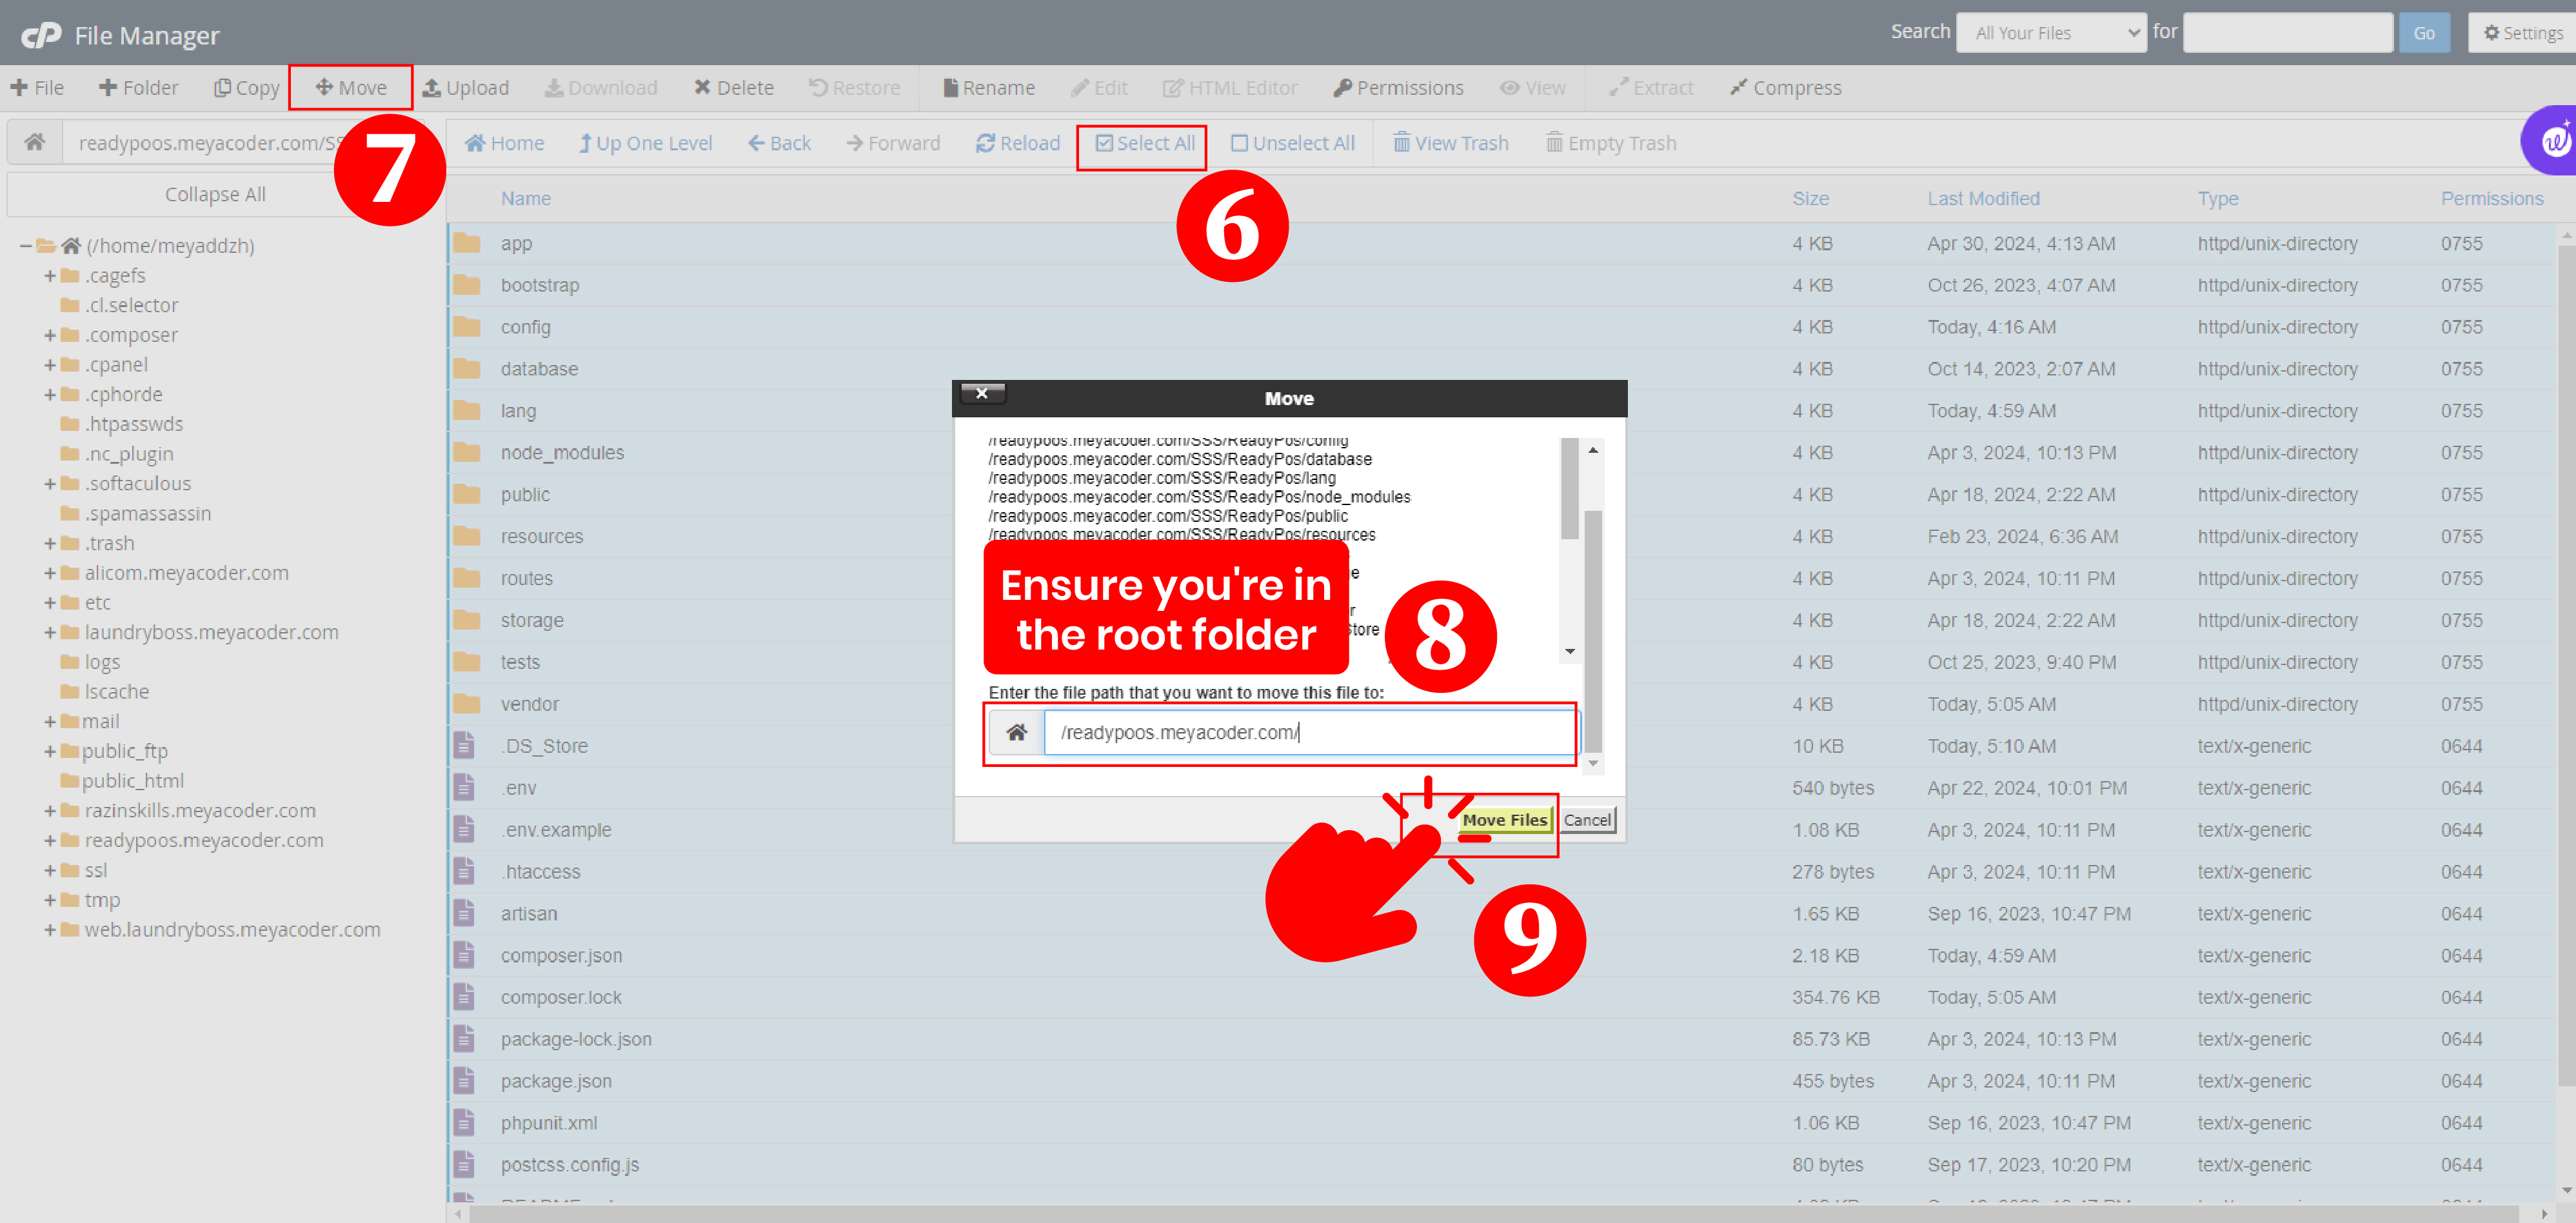 cP File Manager
Search All Your Files for Go Settings
File Folder Copy Move Upload Download Delete Restore Rename Edit HTML Editor Permissions View Extract Compress
readypoos.meyacoder.com/SS
7
Home Up One Level Back Forward Reload Select All Unselect All View Trash Empty Trash
6
Collapse All
(/home/meyaddzh)
.cagefs
.cl.selector
.composer
.cpanel
.cphorde
.htpasswds
.nc_plugin
.softaculous
.spamassassin
.trash
alicom.meyacoder.com
etc
laundryboss.meyacoder.com
logs
lscache
mail
public_ftp
public_html
razinskills.meyacoder.com
readypoos.meyacoder.com
ssl
tmp
web.laundryboss.meyacoder.com
Name Size Last Modified Type Permissions
app 4 KB Apr 30, 2024, 4:13 AM httpd/unix-directory 0755
bootstrap 4 KB Oct 26, 2023, 4:07 AM httpd/unix-directory 0755
config 4 KB Today, 4:16 AM httpd/unix-directory 0755
database 4 KB Oct 14, 2023, 2:07 AM httpd/unix-directory 0755
lang 4 KB Today, 4:59 AM httpd/unix-directory 0755
node_modules 4 KB Apr 3, 2024, 10:13 PM httpd/unix-directory 0755
public 4 KB Apr 18, 2024, 2:22 AM httpd/unix-directory 0755
resources 4 KB Feb 23, 2024, 6:36 AM httpd/unix-directory 0755
routes 4 KB Apr 3, 2024, 10:11 PM httpd/unix-directory 0755
storage 4 KB Apr 18, 2024, 2:22 AM httpd/unix-directory 0755
tests 4 KB Oct 25, 2023, 9:40 PM httpd/unix-directory 0755
vendor 4 KB Today, 5:05 AM httpd/unix-directory 0755
.DS_Store 10 KB Today, 5:10 AM text/x-generic 0644
.env 540 bytes Apr 22, 2024, 10:01 PM text/x-generic 0644
.env.example 1.08 KB Apr 3, 2024, 10:11 PM text/x-generic 0644
.htaccess 278 bytes Apr 3, 2024, 10:11 PM text/x-generic 0644
artisan 1.65 KB Sep 16, 2023, 10:47 PM text/x-generic 0644
composer.json 2.18 KB Today, 4:59 AM text/x-generic 0644
composer.lock 354.76 KB Today, 5:05 AM text/x-generic 0644
package-lock.json 85.73 KB Apr 3, 2024, 10:13 PM text/x-generic 0644
package.json 455 bytes Apr 3, 2024, 10:11 PM text/x-generic 0644
phpunit.xml 1.06 KB Sep 16, 2023, 10:47 PM text/x-generic 0644
postcss.config.js 80 bytes Sep 17, 2023, 10:20 PM text/x-generic 0644
Move
/readypoos.meyacoder.com/SSS/ReadyPos/config
/readypoos.meyacoder.com/SSS/ReadyPos/database
/readypoos.meyacoder.com/SSS/ReadyPos/lang
/readypoos.meyacoder.com/SSS/ReadyPos/node_modules
/readypoos.meyacoder.com/SSS/ReadyPos/public
/readypoos.meyacoder.com/SSS/ReadyPos/resources
Ensure you're in
the root folder
8
Enter the file path that you want to move this file to:
/readypoos.meyacoder.com/
Move Files Cancel
9